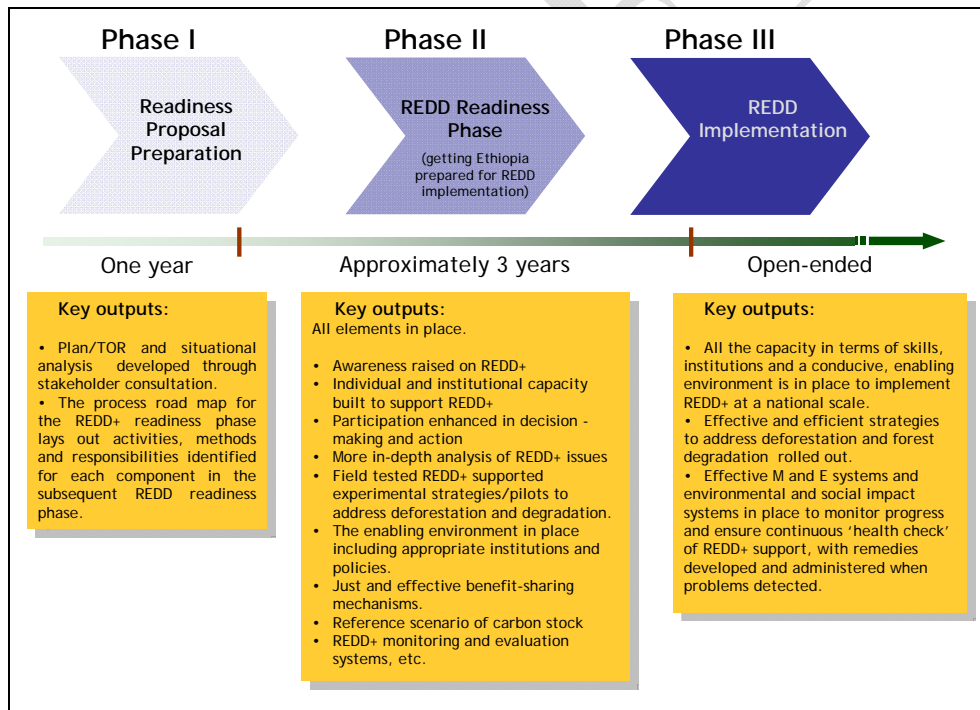 Phase I
Phase II
Phase III
Readiness
Proposal
Preparation
REDD Readiness
Phase
(getting Ethiopia
prepared for REDD
implementation)
REDD
Implementation
One year
Approximately 3 years
Open-ended
Key outputs:
• Plan/TOR and situational
analysis developed through
stakeholder consultation.
• The process road map for
the REDD+ readiness phase
lays out activities, methods
and responsibilities identified
for each component in the
subsequent REDD readiness
phase.
Key outputs:
All elements in place.
• Awareness raised on REDD+
• Individual and institutional capacity
built to support REDD+
• Participation enhanced in decision -
making and action
• More in-depth analysis of REDD+ issues
• Field tested REDD+ supported
experimental strategies/pilots to
address deforestation and degradation.
• The enabling environment in place
including appropriate institutions and
policies.
• Just and effective benefit-sharing
mechanisms.
• Reference scenario of carbon stock
• REDD+ monitoring and evaluation
systems, etc.
Key outputs:
• All the capacity in terms of skills,
institutions and a conducive, enabling
environment is in place to implement
REDD+ at a national scale.
• Effective and efficient strategies
to address deforestation and forest
degradation rolled out.
• Effective M and E systems and
environmental and social impact
systems in place to monitor progress
and ensure continuous 'health check'
of REDD+ support, with remedies
developed and administered when
problems detected.